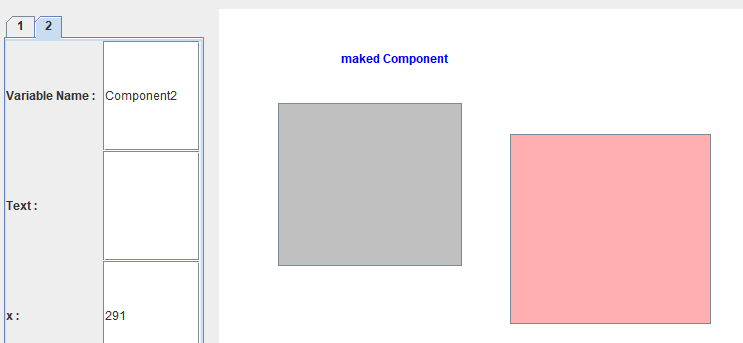 1 2
maked Component
Variable Name : Component2
Text :
x : 291